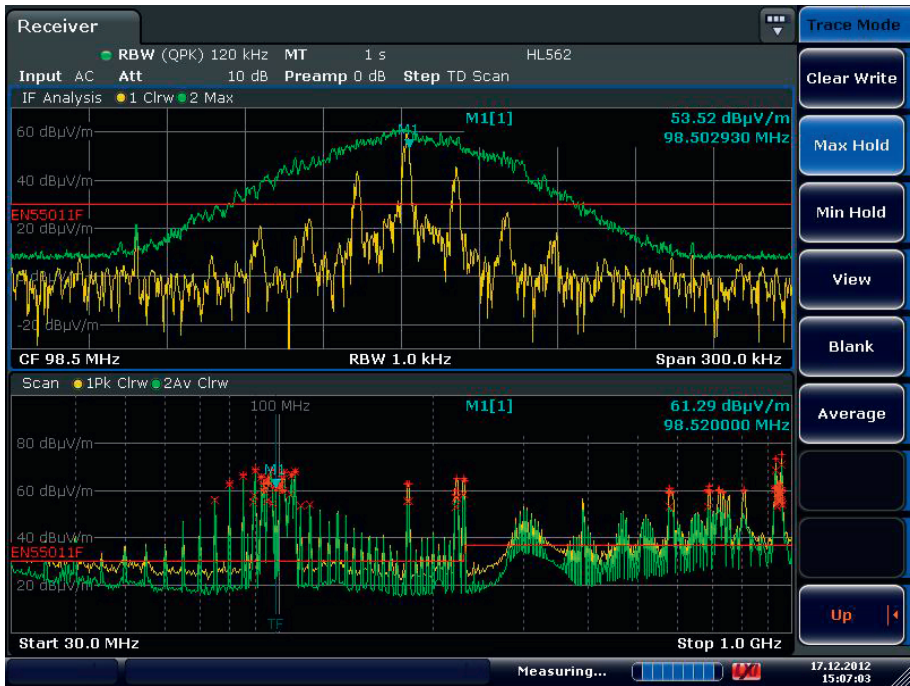 Receiver
Trace Mode
RBW (QPK) 120 kHz MT 1 s HL562
Input AC Att 10 dB Preamp 0 dB Step TD Scan
Clear Write
IF Analysis 1 Clrw 2 Max
M1[1] 53.52 dBµV/m
98.502930 MHz
60 dBµV/m
M1
Max Hold
40 dBµV/m
EN55011F
20 dBµV/m
Min Hold
View
-20 dBµV/m
CF 98.5 MHz RBW 1.0 kHz Span 300.0 kHz
Blank
Scan 1Pk Clrw 2Av Clrw
100 MHz M1[1] 61.29 dBµV/m
98.520000 MHz
Average
80 dBµV/m
M1
60 dBµV/m
40 dBµV/m
EN55011F
20 dBµV/m
TF
Up
Start 30.0 MHz Stop 1.0 GHz
Measuring... LXI 17.12.2012
15:07:03